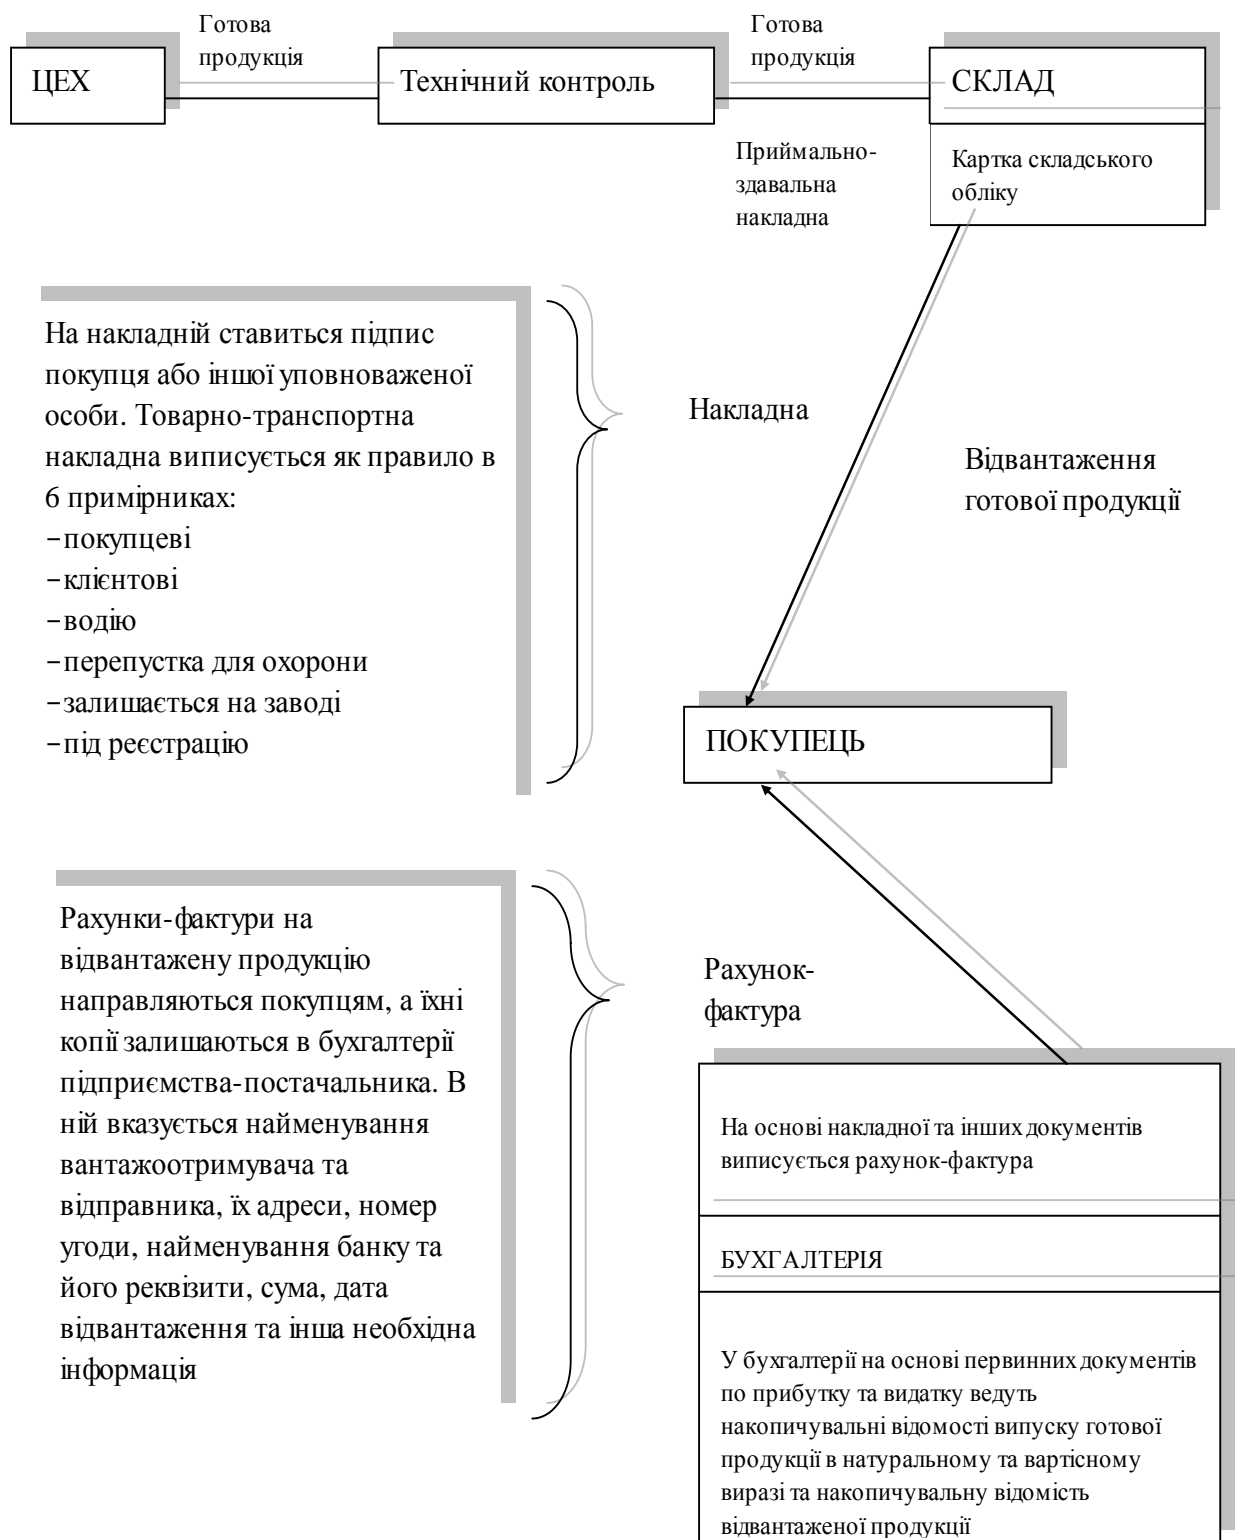 Готова
продукція
Готова
продукція
ЦЕХ
Технічний контроль
СКЛАД
Приймально-
здавальна
накладна
Картка складського
обліку
На накладній ставиться підпис
покупця або іншої уповноваженої
особи. Товарно-транспортна
накладна виписується як правило в
6 примірниках:
–покупцеві
–клієнтові
–водію
–перепустка для охорони
–залишається на заводі
–під реєстрацію
Накладна
Відвантаження
готової продукції
ПОКУПЕЦЬ
Рахунки-фактури на
відвантажену продукцію
направляються покупцям, а їхні
копії залишаються в бухгалтерії
підприємства-постачальника. В
ній вказується найменування
вантажоотримувача та
відправника, їх адреси, номер
угоди, найменування банку та
його реквізити, сума, дата
відвантаження та інша необхідна
інформація
Рахунок-
фактура
На основі накладної та інших документів
виписується рахунок-фактура
БУХГАЛТЕРІЯ
У бухгалтерії на основі первинних документів
по прибутку та видатку ведуть
накопичувальні відомості випуску готової
продукції в натуральному та вартісному
виразі та накопичувальну відомість
відвантаженої продукції